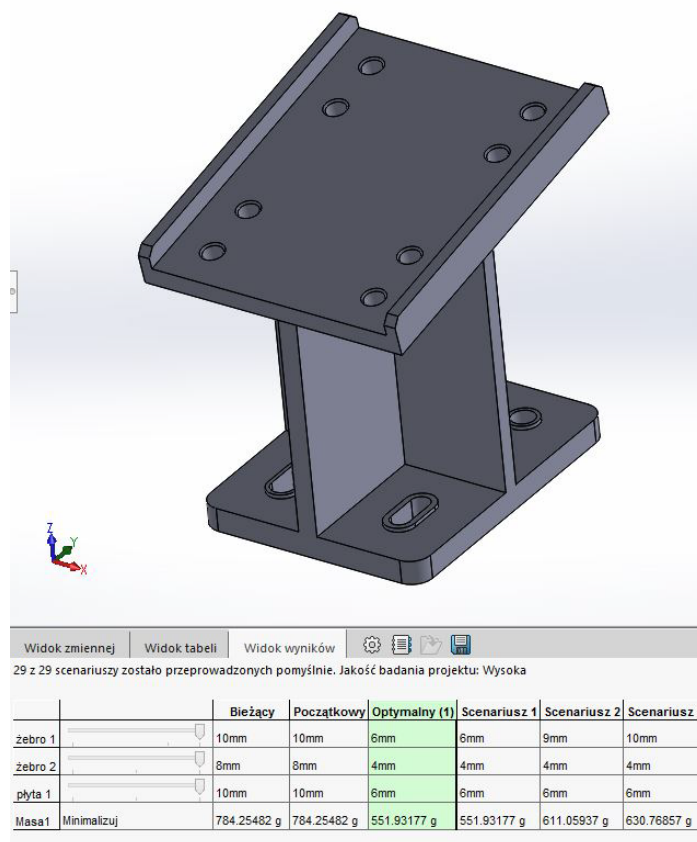 Z
Y
X
Widok zmiennej Widok tabeli Widok wyników
29 z 29 scenariuszy zostało przeprowadzonych pomyślnie. Jakość badania projektu: Wysoka
Bieżący Początkowy Optymalny (1) Scenariusz 1 Scenariusz 2 Scenariusz
żebro 1 10mm 10mm 6mm 6mm 9mm 10mm
żebro 2 8mm 8mm 4mm 4mm 4mm 4mm
płyta 1 10mm 10mm 6mm 6mm 6mm 6mm
Masa1 Minimalizuj 784.25482 g 784.25482 g 551.93177 g 551.93177 g 611.05937 g 630.76857 g